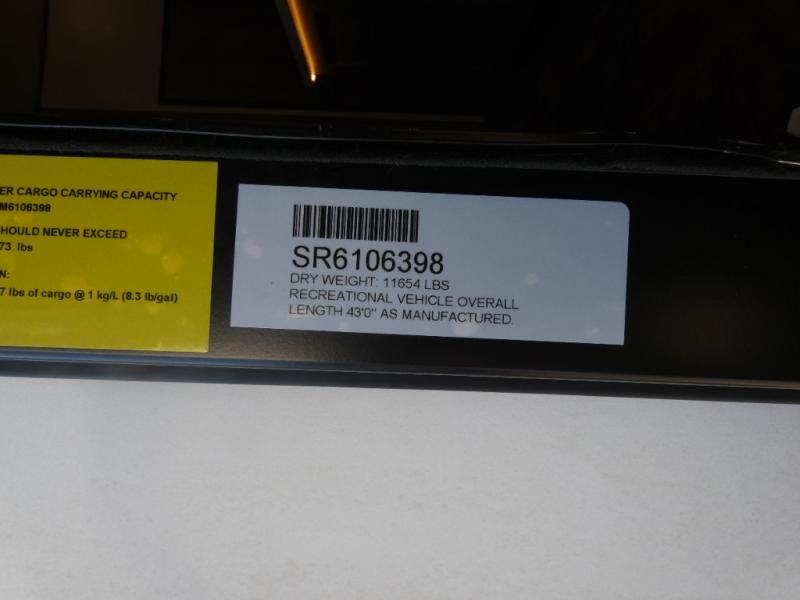 ER CARGO CARRYING CAPACITY
M6106398
HOULD NEVER EXCEED
73 lbs
N:
7 lbs of cargo @ 1 kg/L (8.3 lb/gal)
SR6106398
DRY WEIGHT: 11654 LBS
RECREATIONAL VEHICLE OVERALL
LENGTH 43'0" AS MANUFACTURED.